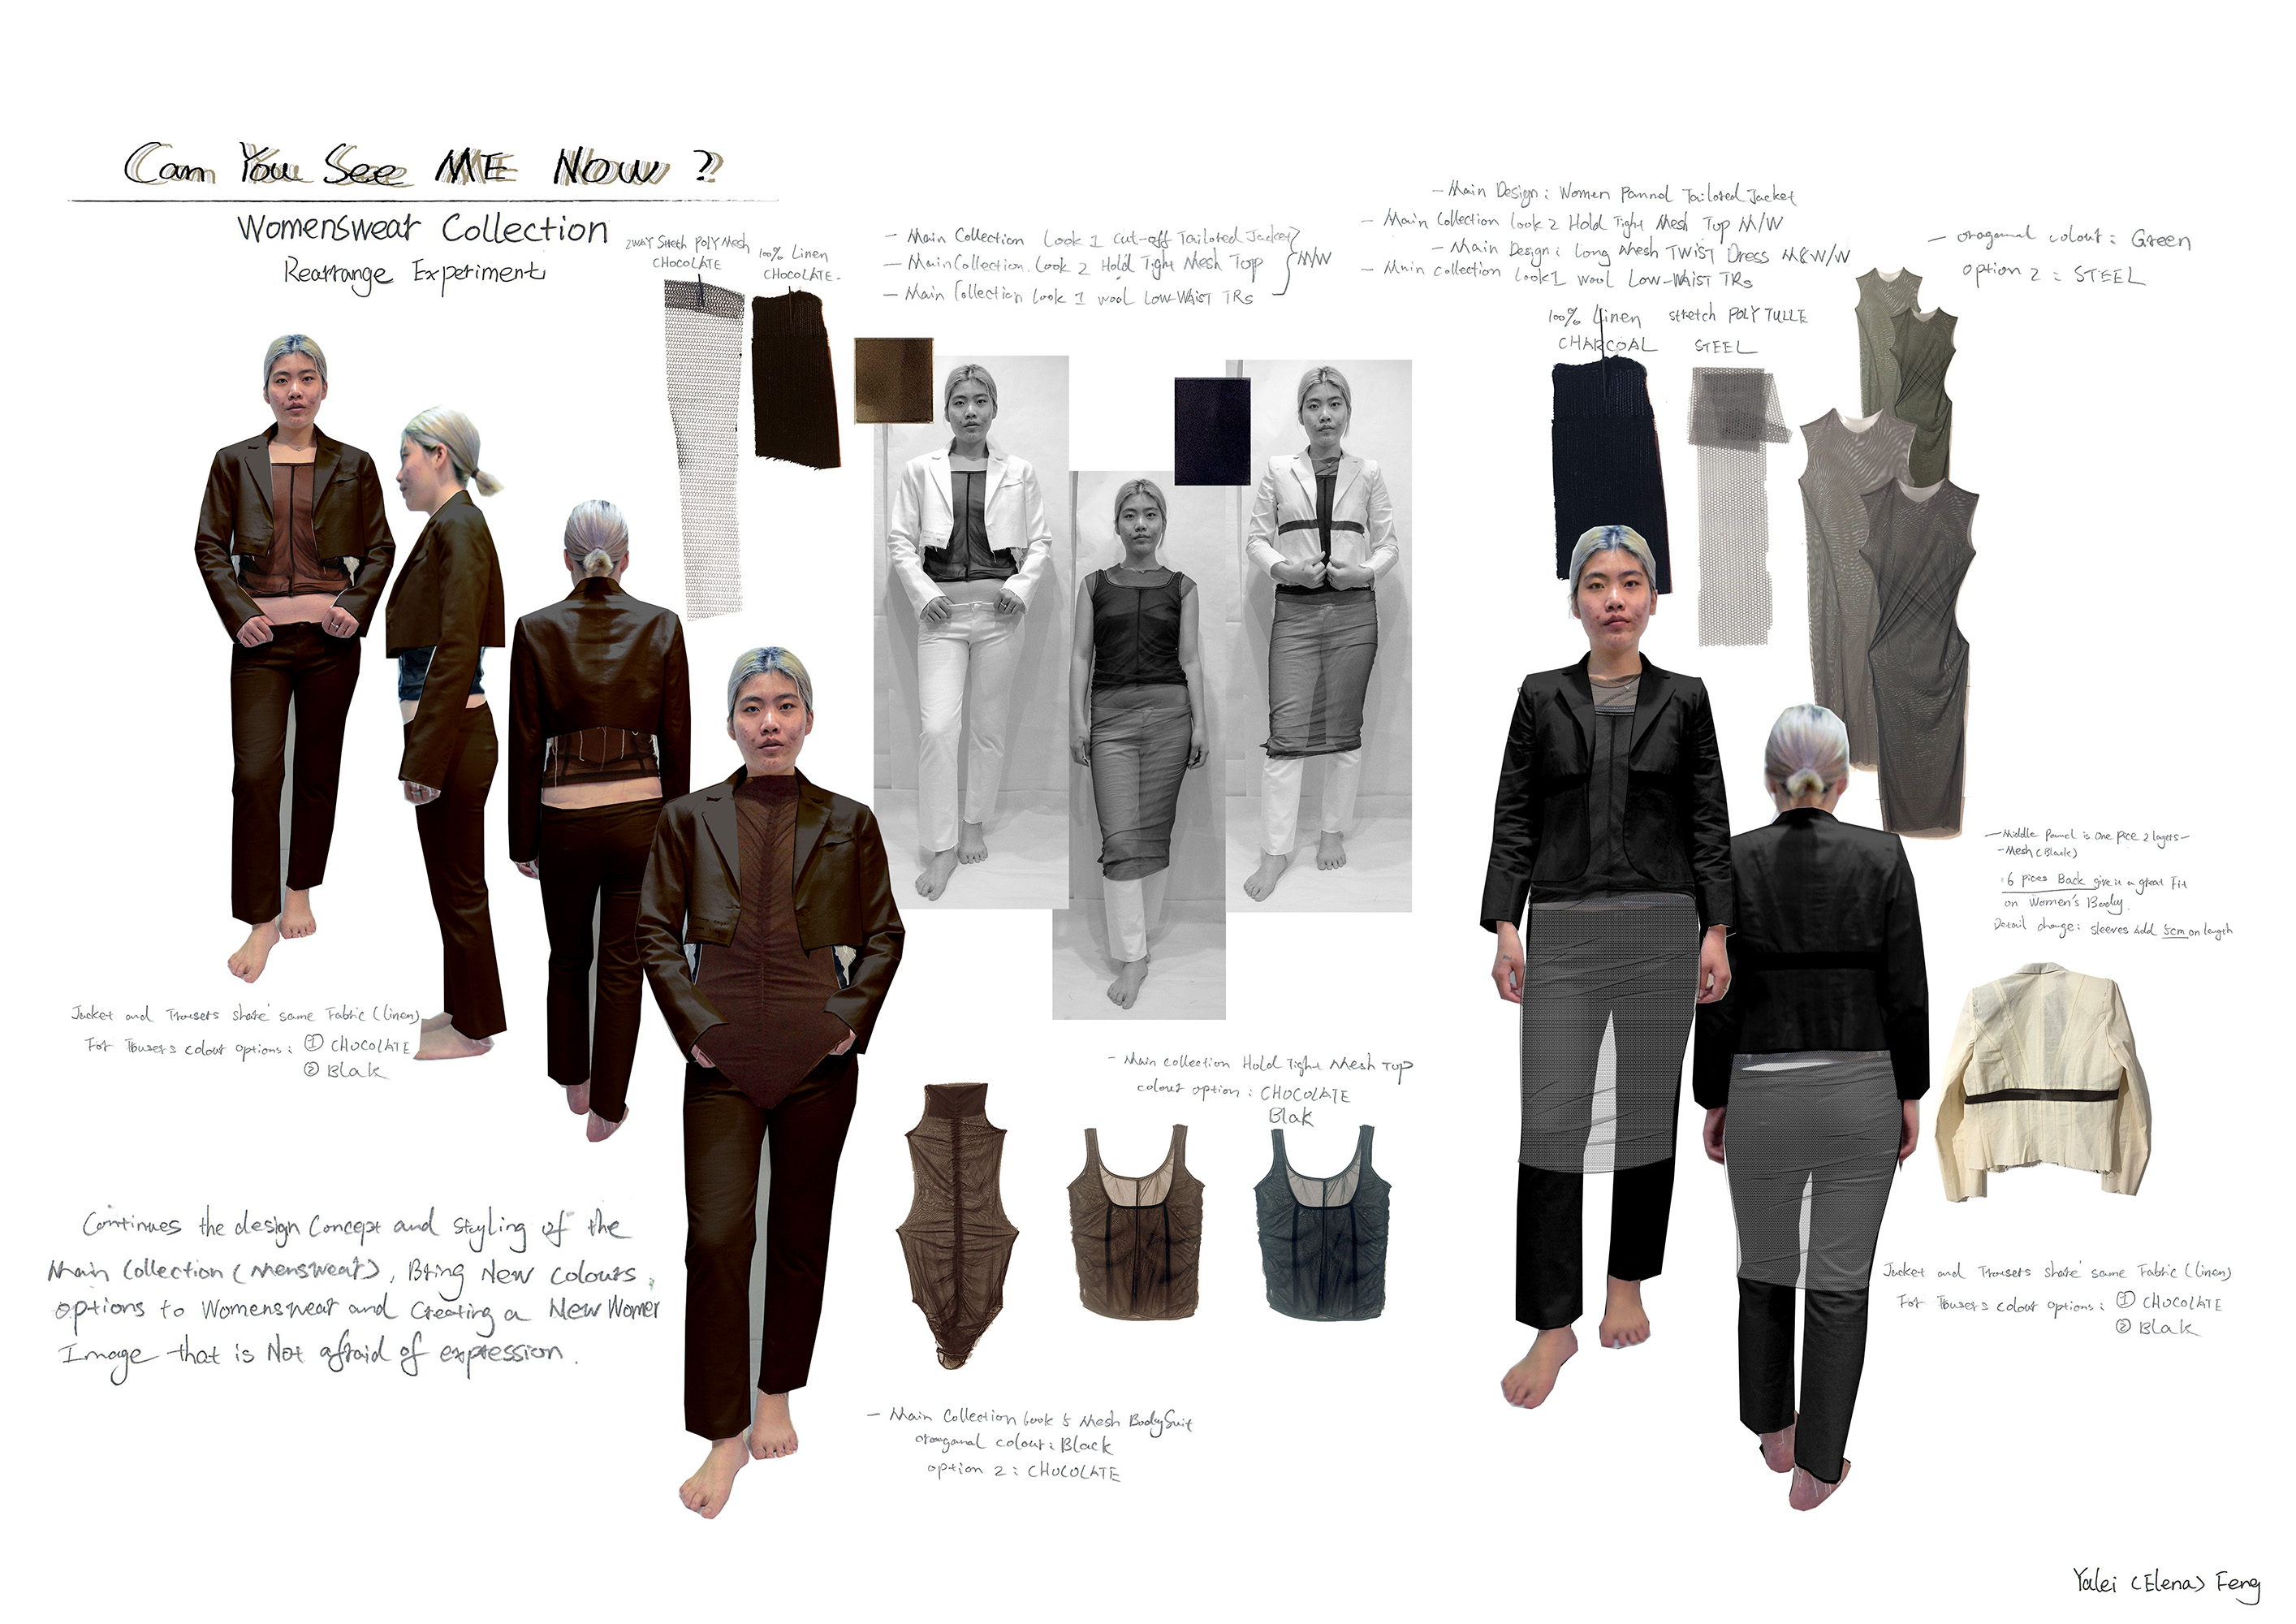 Can You See ME NOW ?
Womenswear Collection
Rearrange Experiment
2WAY Streth POLY Mesh
CHOCOLATE
100% Linen
CHOCOLATE -
- Main Collection Look 1 Cut-off Tailored Jacket
- Main Collection. Look 2 Hold Tight Mesh Top
- Main Collection Look 1 wool Low-Waist TRs
M/W
- Main Design: Women Pannel Tailored Jacket
- Main Collection Look 2 Hold Tight Mesh Top M/W
- Main Design: Long Mesh TWIST Dress M&W/W
- Main Collection Look1 wool Low-Waist TRs
100% Linen
CHARCOAL
stretch POLY TULLE
STEEL
- oragonal colour: Green
option 2 : STEEL
- Middle Pannel is one pice 2 layers -
- Mesh (Black)
6 pices Back give it a great Fit
on Women's Body.
Detail change: sleeves Add 5cm on length
Jacket and Trousers share same Fabric (linen)
For Trousers colour options: ① CHOCOLATE
② Blak
- Main collection Hold Tight Mesh Top
colour option : CHOCOLATE
Blak
Continues the design Concept and styling of the
Main Collection (Menswear), Bring New colours
options to Womenswear and Creating a New Women
Image that is Not afraid of expression.
- Main Collection Look 5 Mesh BodySuit
oraogonal colour: Black
option 2 : CHOCOLATE
Jacket and Trousers share same Fabric (linen)
For Trousers colour options: ① CHOCOLATE
② Blak
Yalei (Elena) Feng